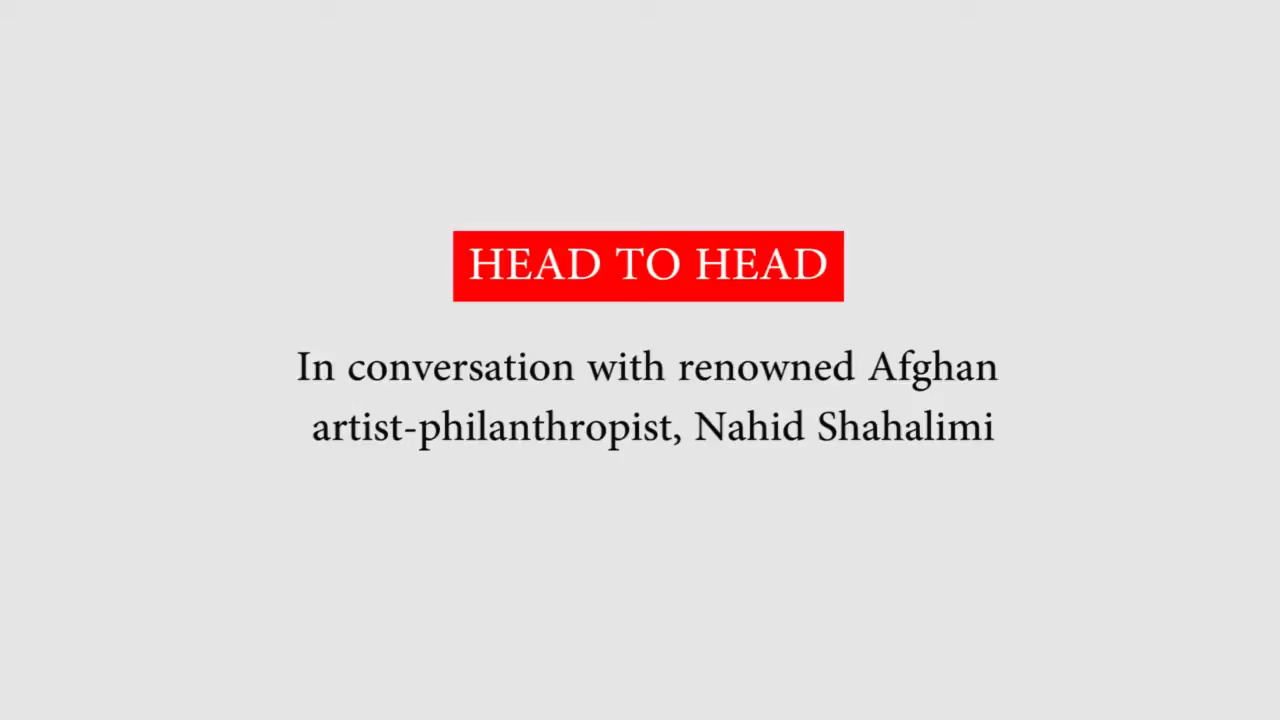 HEAD TO HEAD
In conversation with renowned Afghan
artist-philanthropist, Nahid Shahalimi